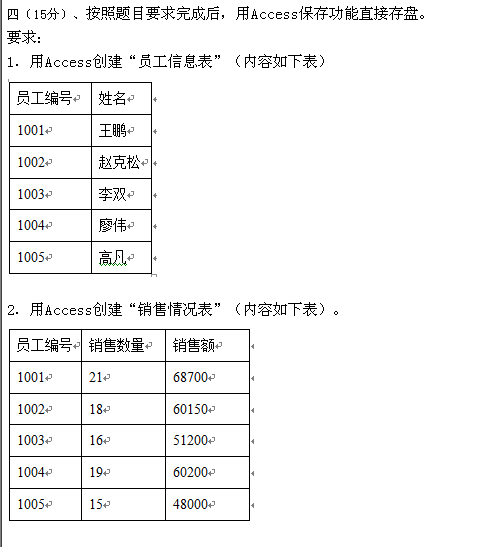 四（15分）、按照题目要求完成后，用Access保存功能直接存盘。
要求:
1. 用Access创建“员工信息表”（内容如下表）
员工编号 姓名
1001 王鹏
1002 赵克松
1003 李双
1004 廖伟
1005 高凡
2. 用Access创建“销售情况表”（内容如下表）。
员工编号 销售数量 销售额
1001 21 68700
1002 18 60150
1003 16 51200
1004 19 60200
1005 15 48000